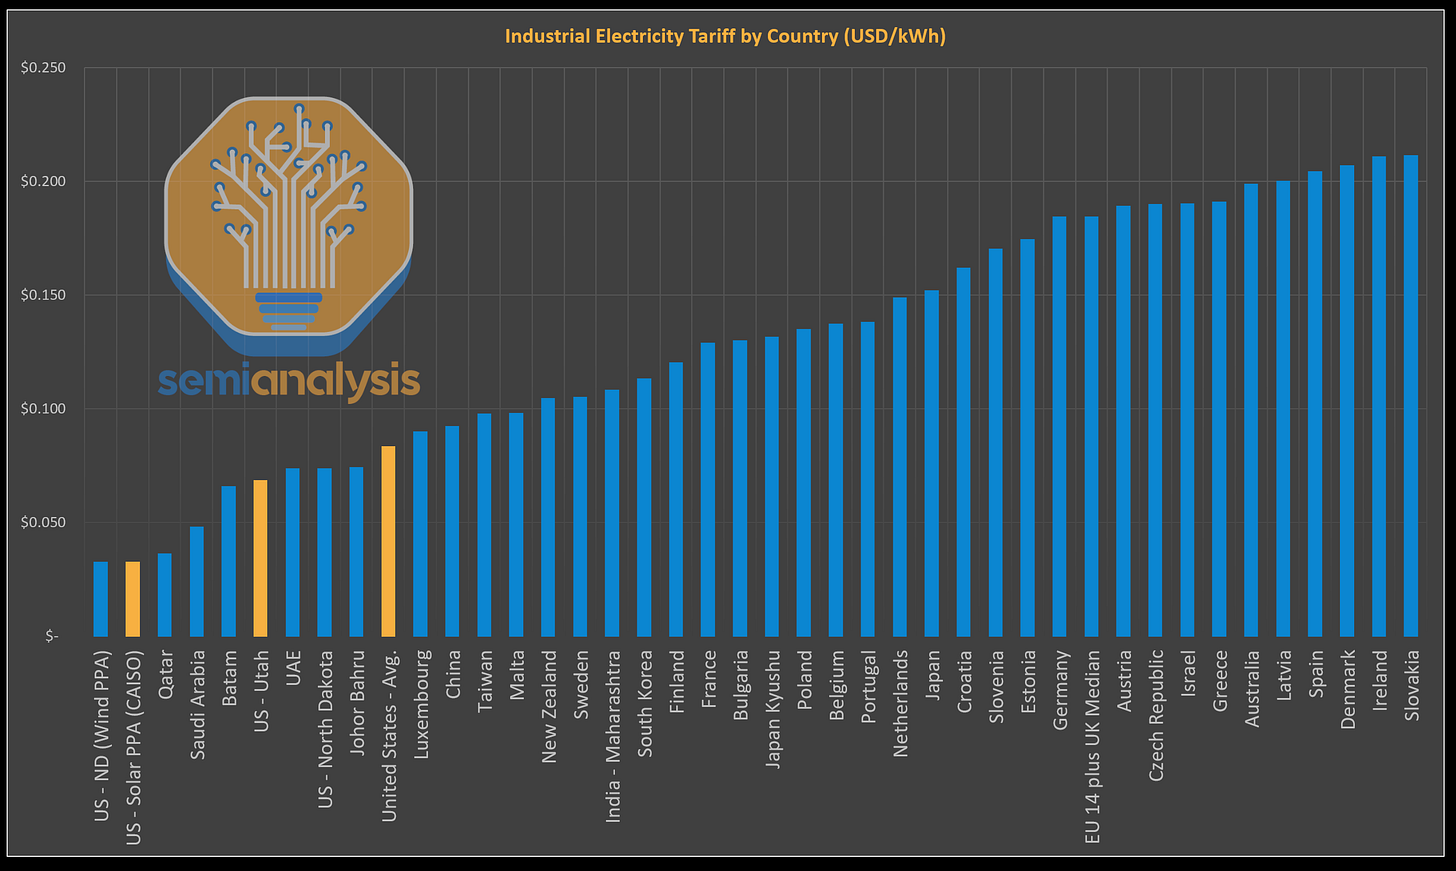 Industrial Electricity Tariff by Country (USD/kWh)
$0.250
$0.200
$0.150
$0.100
$0.050
$-
semianalysis
US - ND (Wind PPA)
US - Solar PPA (CAISO)
Qatar
Saudi Arabia
Batam
US - Utah
UAE
US - North Dakota
Johor Bahru
United States - Avg.
Luxembourg
China
Taiwan
Malta
New Zealand
Sweden
India - Maharashtra
South Korea
Finland
France
Bulgaria
Japan Kyushu
Poland
Belgium
Portugal
Netherlands
Japan
Croatia
Slovenia
Estonia
Germany
EU 14 plus UK Median
Austria
Czech Republic
Israel
Greece
Australia
Latvia
Spain
Denmark
Ireland
Slovakia